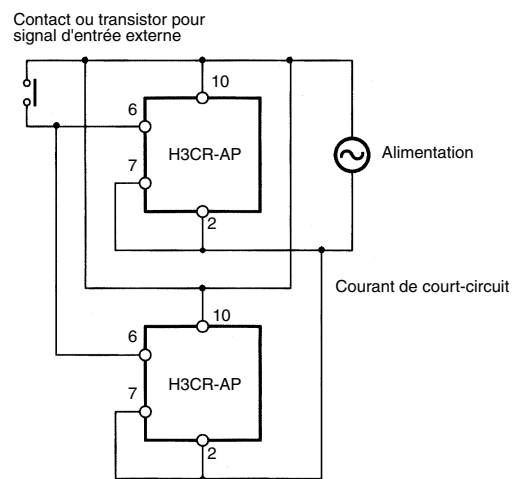 Contact ou transistor pour
signal d'entrée externe
10
6
H3CR-AP
7
2
Alimentation
Courant de court-circuit
10
6
H3CR-AP
7
2